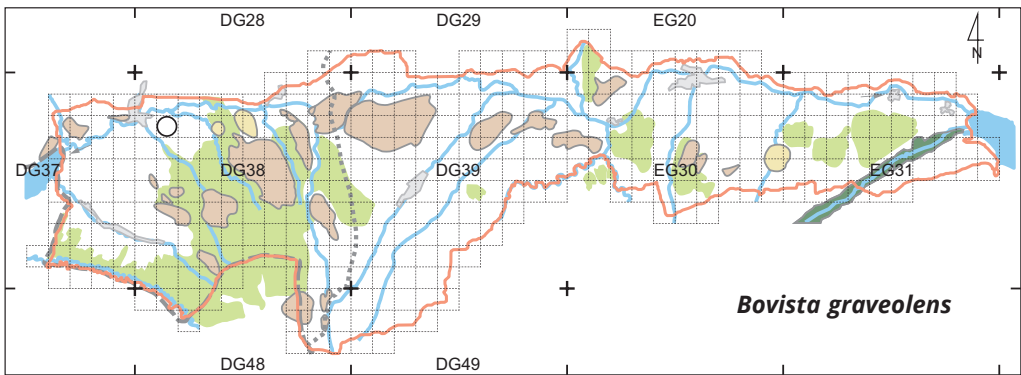 DG28 DG29 EG20
N
DG37 DG38 DG39 EG30 EG31
Bovista graveolens
DG48 DG49